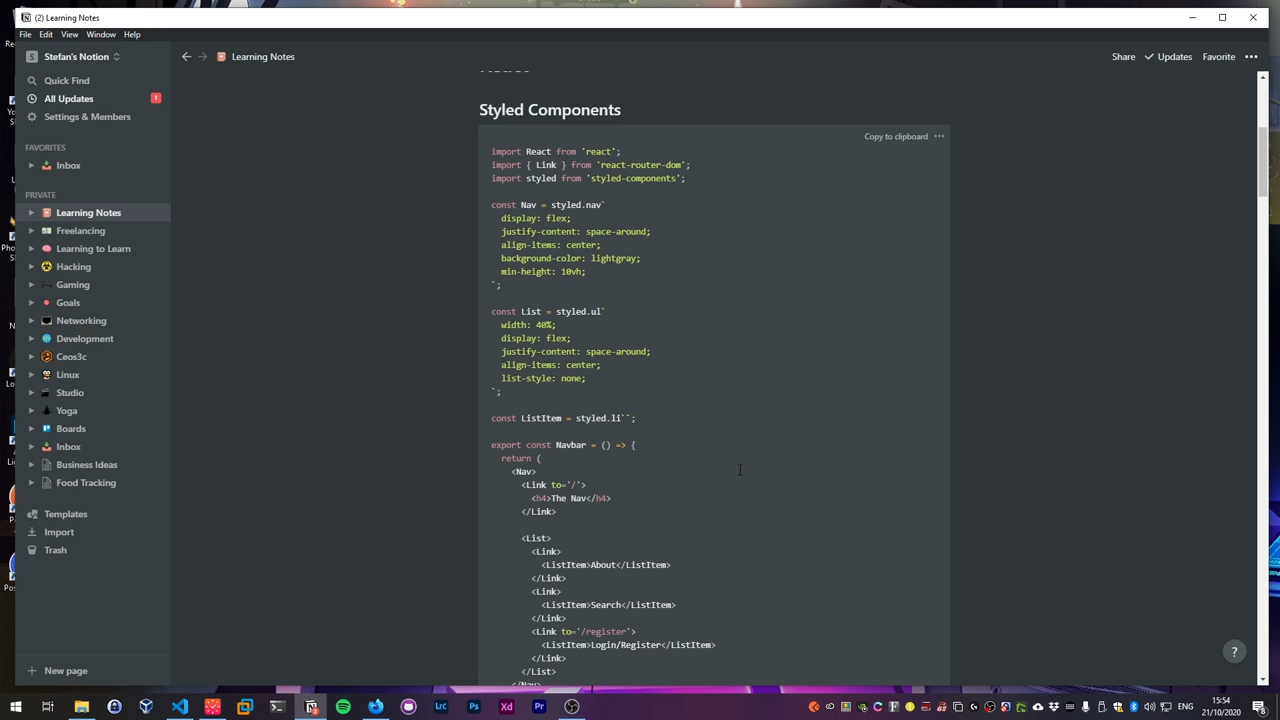 (2) Learning Notes
File Edit View Window Help
S Stefan's Notion
Learning Notes
Share Updates Favorite
Quick Find
All Updates 1
Settings & Members
FAVORITES
Inbox
PRIVATE
Learning Notes
Freelancing
Learning to Learn
Hacking
Gaming
Goals
Networking
Development
Ceos3c
Linux
Studio
Yoga
Boards
Inbox
Business Ideas
Food Tracking
Templates
Import
Trash
New page
Styled Components
Copy to clipboard
import React from 'react';
import { Link } from 'react-router-dom';
import styled from 'styled-components';
const Nav = styled.nav`
display: flex;
justify-content: space-around;
align-items: center;
background-color: lightgray;
min-height: 10vh;
`;
const List = styled.ul`
width: 40%;
display: flex;
justify-content: space-around;
align-items: center;
list-style: none;
`;
const ListItem = styled.li``;
export const Navbar = () => {
return (
<Nav>
<Link to='/'>
<h4>The Nav</h4>
</Link>
<List>
<Link>
<ListItem>About</ListItem>
</Link>
<Link>
<ListItem>Search</ListItem>
</Link>
<Link to='/register'>
<ListItem>Login/Register</ListItem>
</Link>
</List>
</Nav>
?
Lrc Ps Xd Pr
ENG
15:54
21/10/2020